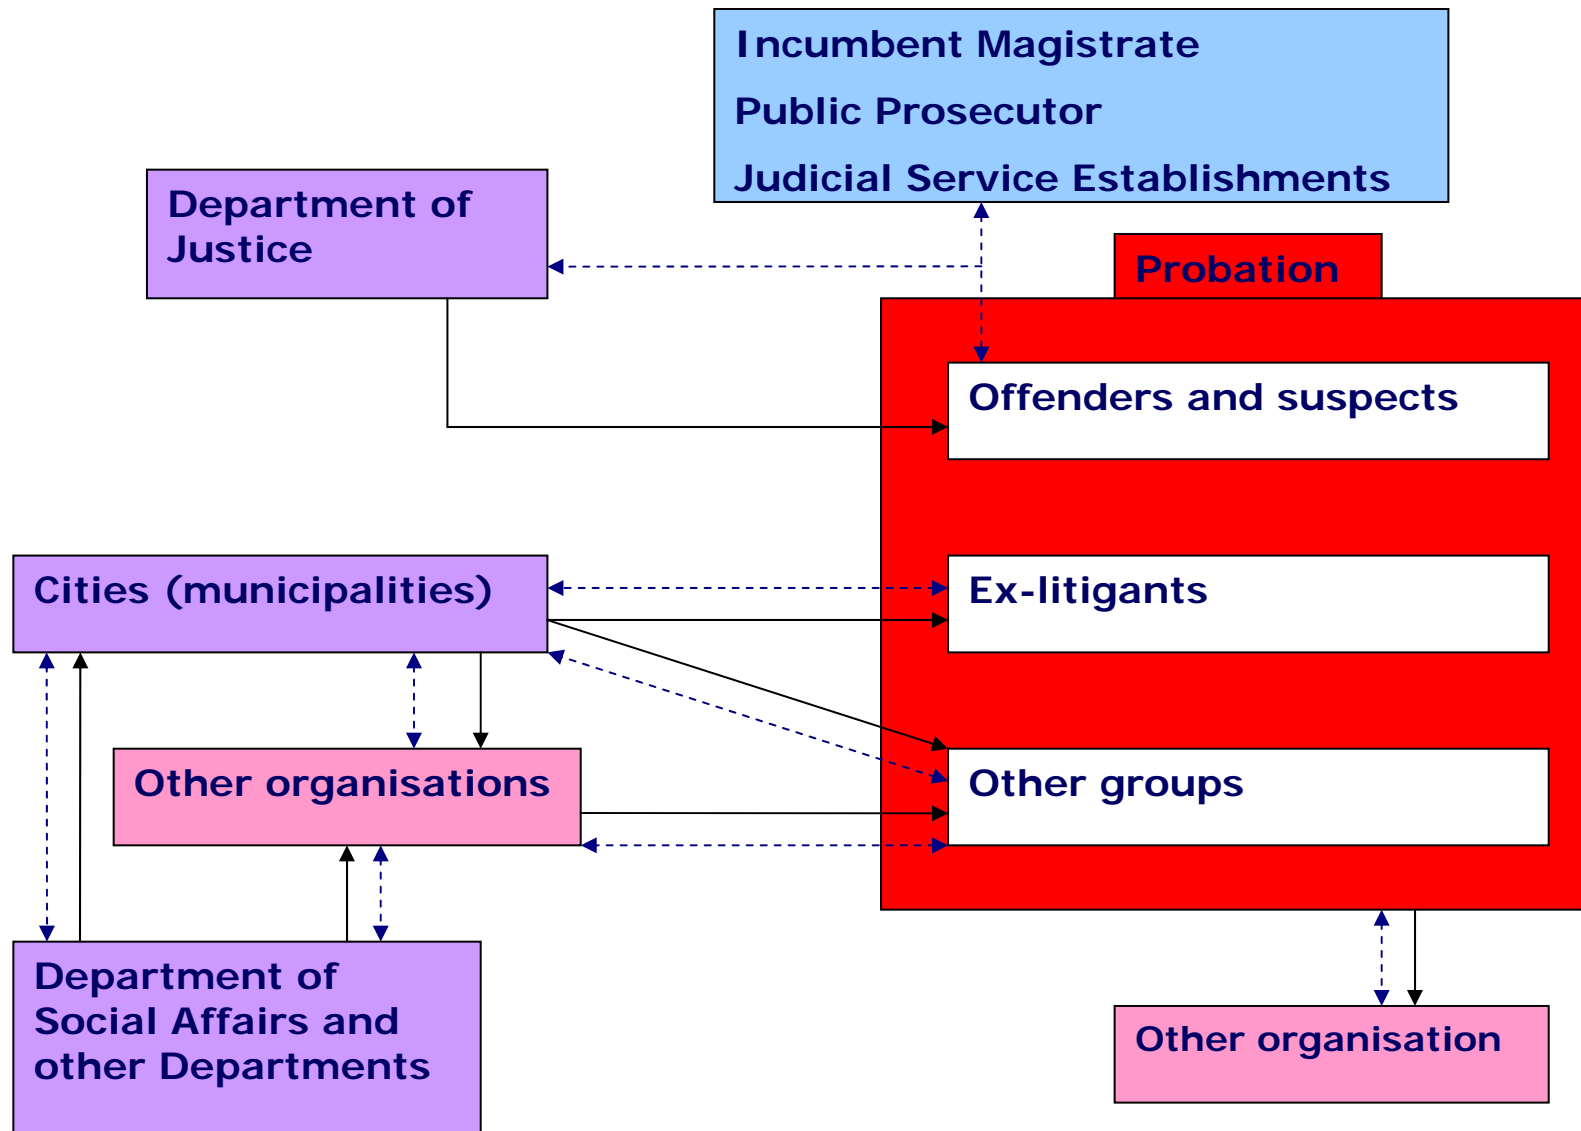 Incumbent Magistrate
Public Prosecutor
Judicial Service Establishments
Department of
Justice
Probation
Offenders and suspects
Cities (municipalities)
Ex-litigants
Other organisations
Other groups
Department of
Social Affairs and
other Departments
Other organisation